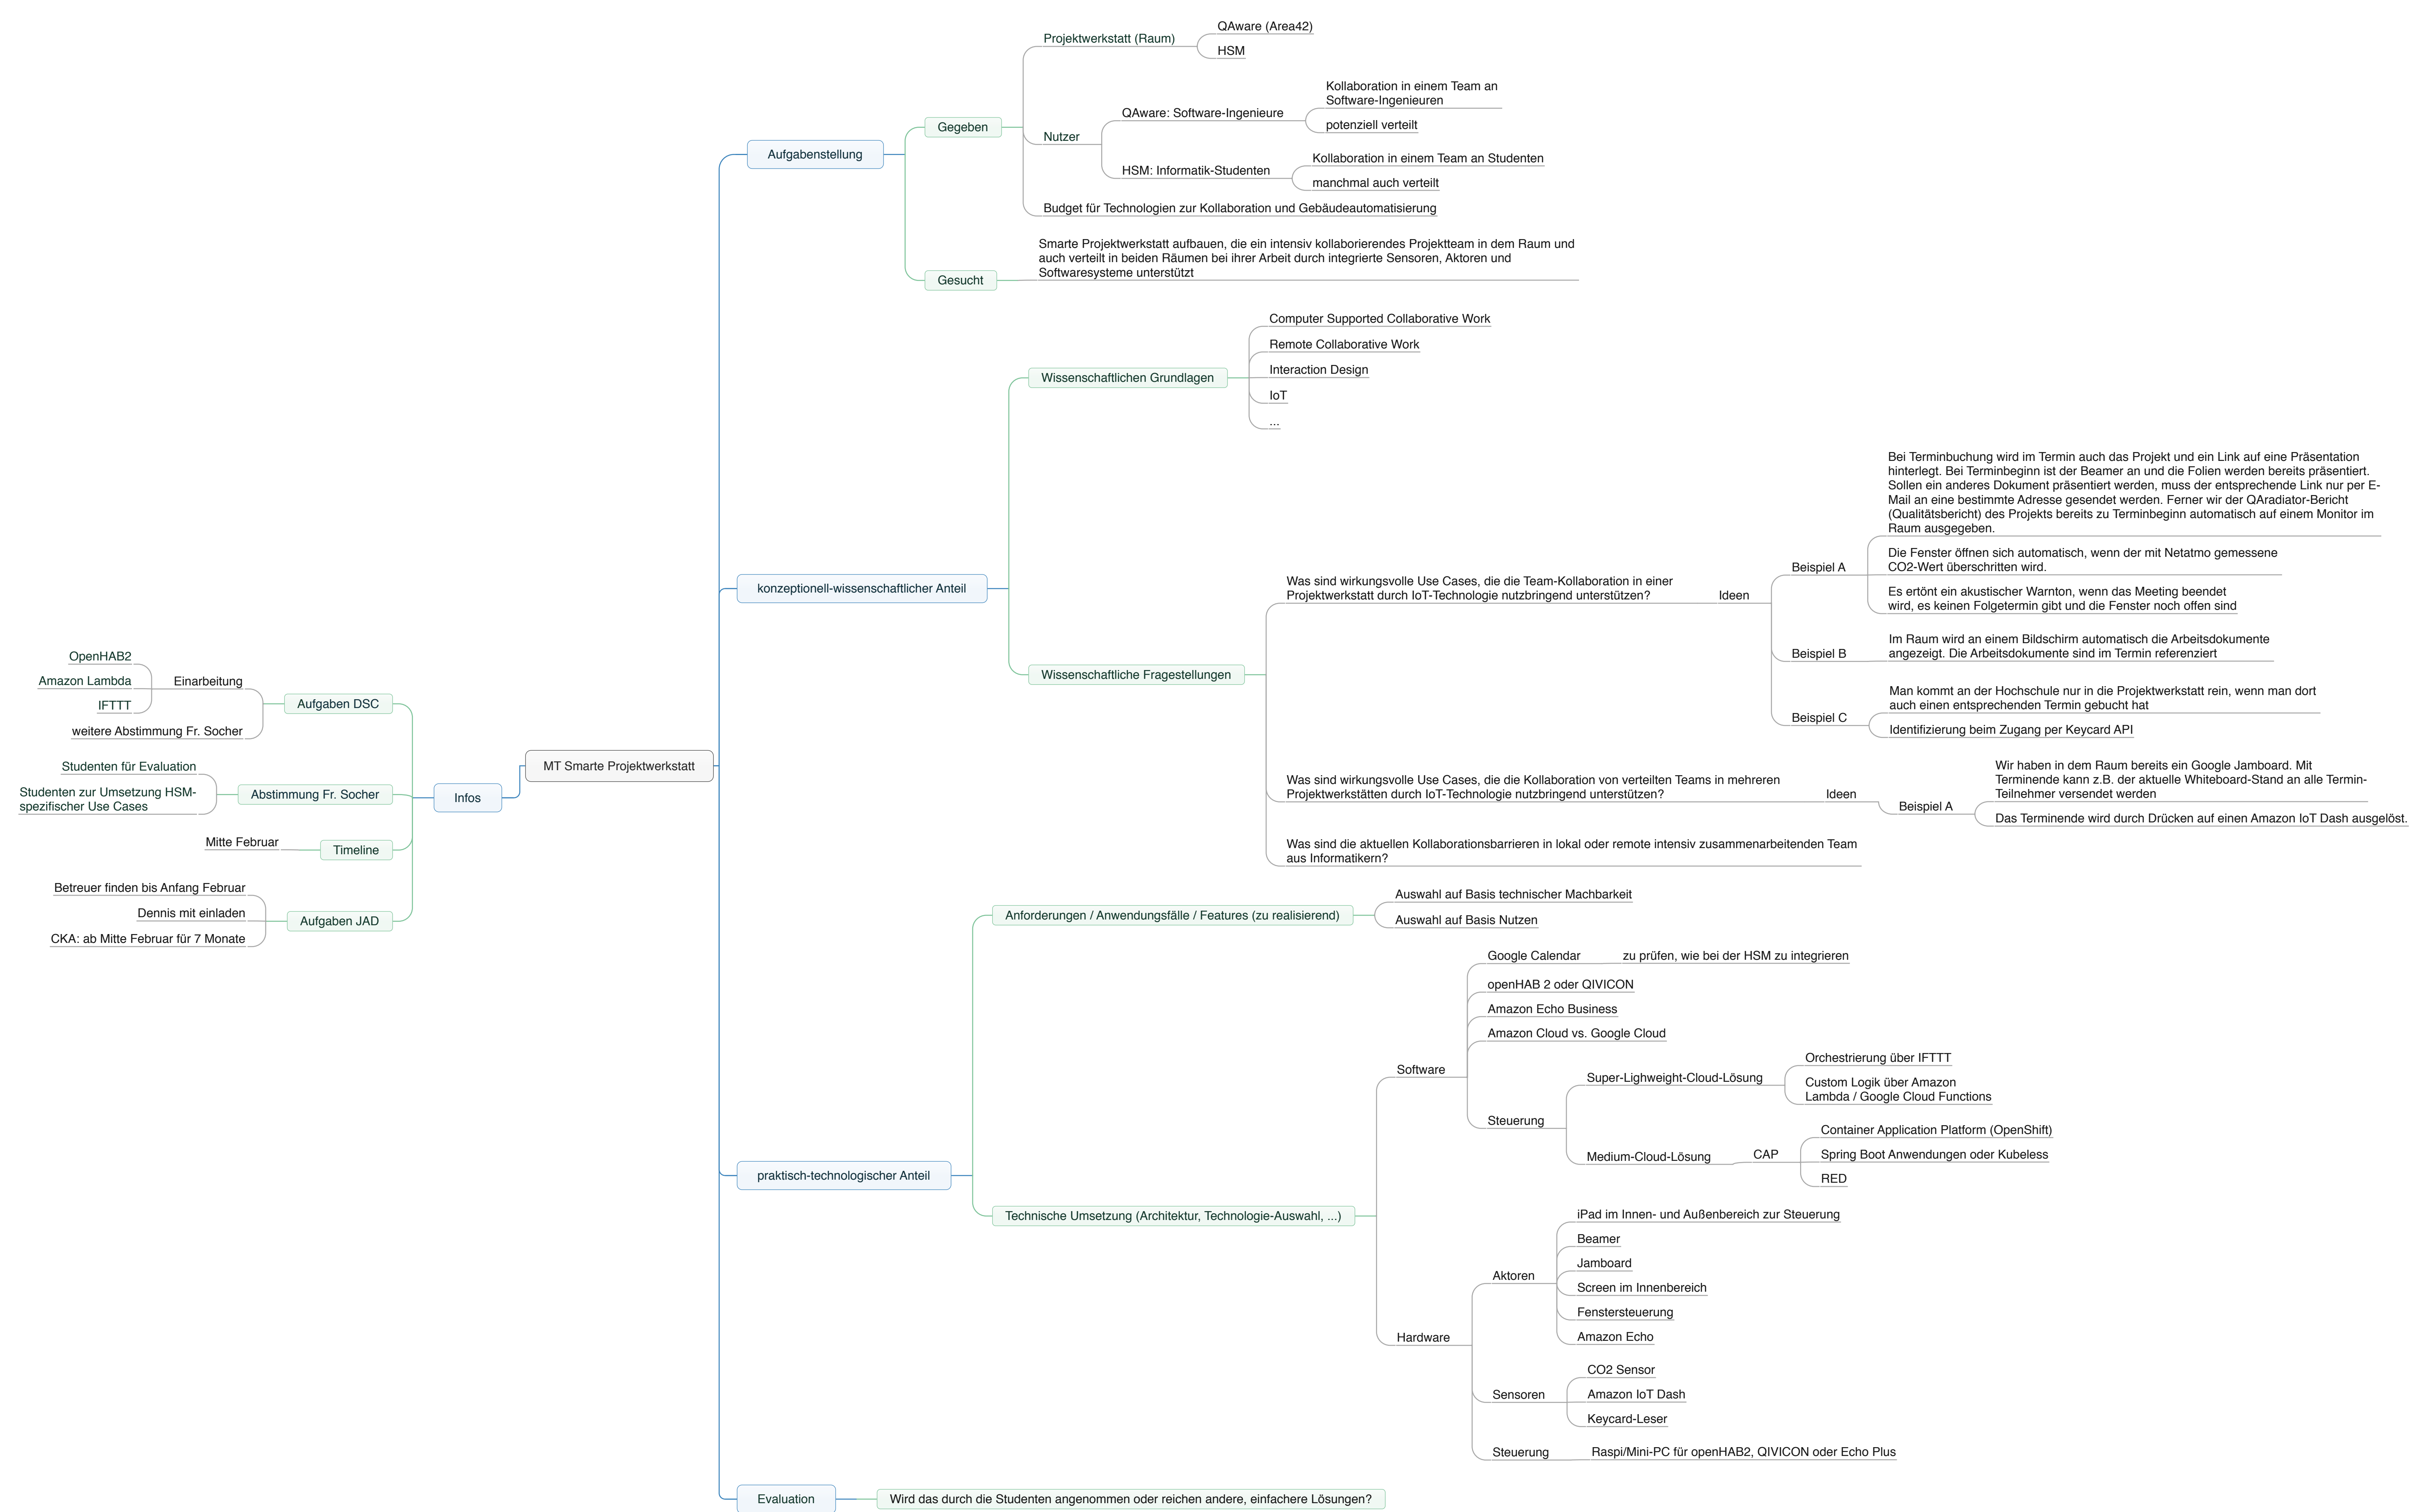 MT Smarte Projektwerkstatt
Aufgabenstellung
Gegeben
Projektwerkstatt (Raum)
QAware (Area42)
HSM
Nutzer
QAware: Software-Ingenieure
Kollaboration in einem Team an
Software-Ingenieuren
potenziell verteilt
HSM: Informatik-Studenten
Kollaboration in einem Team an Studenten
manchmal auch verteilt
Budget für Technologien zur Kollaboration und Gebäudeautomatisierung
Gesucht
Smarte Projektwerkstatt aufbauen, die ein intensiv kollaborierendes Projektteam in dem Raum und
auch verteilt in beiden Räumen bei ihrer Arbeit durch integrierte Sensoren, Aktoren und
Softwaresysteme unterstützt
konzeptionell-wissenschaftlicher Anteil
Wissenschaftlichen Grundlagen
Computer Supported Collaborative Work
Remote Collaborative Work
Interaction Design
IoT
...
Wissenschaftliche Fragestellungen
Was sind wirkungsvolle Use Cases, die die Team-Kollaboration in einer
Projektwerkstatt durch IoT-Technologie nutzbringend unterstützen?
Ideen
Beispiel A
Bei Terminbuchung wird im Termin auch das Projekt und ein Link auf eine Präsentation
hinterlegt. Bei Terminbeginn ist der Beamer an und die Folien werden bereits präsentiert.
Sollen ein anderes Dokument präsentiert werden, muss der entsprechende Link nur per E-
Mail an eine bestimmte Adresse gesendet werden. Ferner wir der QAradiator-Bericht
(Qualitätsbericht) des Projekts bereits zu Terminbeginn automatisch auf einem Monitor im
Raum ausgegeben.
Die Fenster öffnen sich automatisch, wenn der mit Netatmo gemessene
CO2-Wert überschritten wird.
Es ertönt ein akustischer Warnton, wenn das Meeting beendet
wird, es keinen Folgetermin gibt und die Fenster noch offen sind
Beispiel B
Im Raum wird an einem Bildschirm automatisch die Arbeitsdokumente
angezeigt. Die Arbeitsdokumente sind im Termin referenziert
Beispiel C
Man kommt an der Hochschule nur in die Projektwerkstatt rein, wenn man dort
auch einen entsprechenden Termin gebucht hat
Identifizierung beim Zugang per Keycard API
Was sind wirkungsvolle Use Cases, die die Kollaboration von verteilten Teams in mehreren
Projektwerkstätten durch IoT-Technologie nutzbringend unterstützen?
Ideen
Beispiel A
Wir haben in dem Raum bereits ein Google Jamboard. Mit
Terminende kann z.B. der aktuelle Whiteboard-Stand an alle Termin-
Teilnehmer versendet werden
Das Terminende wird durch Drücken auf einen Amazon IoT Dash ausgelöst.
Was sind die aktuellen Kollaborationsbarrieren in lokal oder remote intensiv zusammenarbeitenden Team
aus Informatikern?
praktisch-technologischer Anteil
Anforderungen / Anwendungsfälle / Features (zu realisierend)
Auswahl auf Basis technischer Machbarkeit
Auswahl auf Basis Nutzen
Technische Umsetzung (Architektur, Technologie-Auswahl, ...)
Software
Google Calendar
zu prüfen, wie bei der HSM zu integrieren
openHAB 2 oder QIVICON
Amazon Echo Business
Amazon Cloud vs. Google Cloud
Steuerung
Super-Lighweight-Cloud-Lösung
Orchestrierung über IFTTT
Custom Logik über Amazon
Lambda / Google Cloud Functions
Medium-Cloud-Lösung
CAP
Container Application Platform (OpenShift)
Spring Boot Anwendungen oder Kubeless
RED
Hardware
Aktoren
iPad im Innen- und Außenbereich zur Steuerung
Beamer
Jamboard
Screen im Innenbereich
Fenstersteuerung
Amazon Echo
Sensoren
CO2 Sensor
Amazon IoT Dash
Keycard-Leser
Steuerung
Raspi/Mini-PC für openHAB2, QIVICON oder Echo Plus
Evaluation
Wird das durch die Studenten angenommen oder reichen andere, einfachere Lösungen?
Infos
Aufgaben DSC
Einarbeitung
OpenHAB2
Amazon Lambda
IFTTT
weitere Abstimmung Fr. Socher
Abstimmung Fr. Socher
Studenten für Evaluation
Studenten zur Umsetzung HSM-
spezifischer Use Cases
Timeline
Mitte Februar
Aufgaben JAD
Betreuer finden bis Anfang Februar
Dennis mit einladen
CKA: ab Mitte Februar für 7 Monate